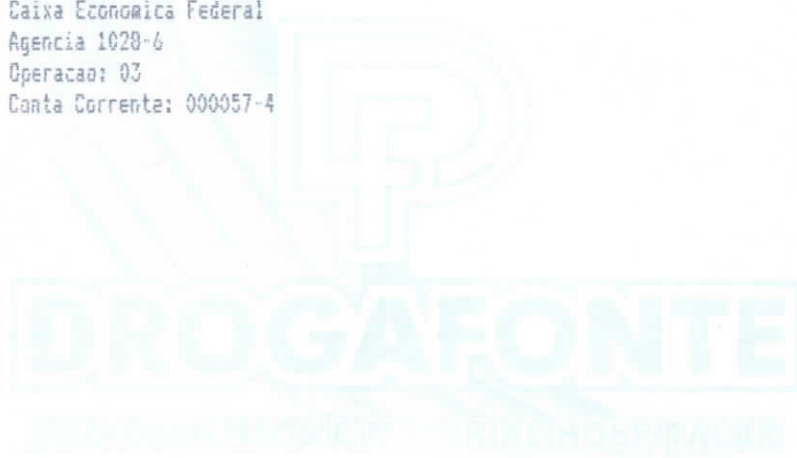 Caixa Economica Federal
Agencia 1028-6
Operacao: 03
Conta Corrente: 000057-4
DROGAFONTE